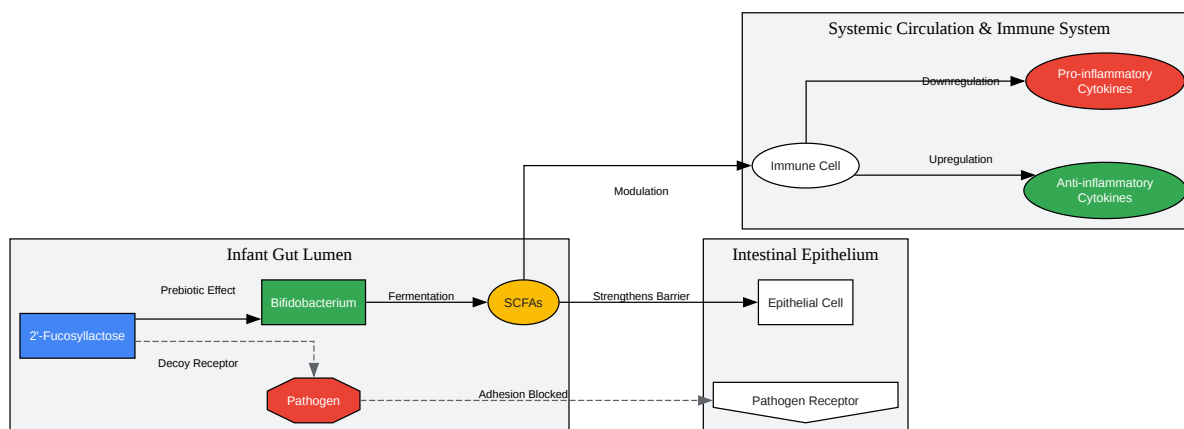 Systemic Circulation & Immune System
Pro-inflammatory
Cytokines
Downregulation
Immune Cell
Upregulation
Anti-inflammatory
Cytokines
Modulation
Infant Gut Lumen
Intestinal Epithelium
Prebiotic Effect
Bifidobacterium
Fermentation
SCFAs
Strengthens Barrier
Epithelial Cell
2'-Fucosyllactose
Decoy Receptor
Pathogen
Adhesion Blocked
Pathogen Receptor